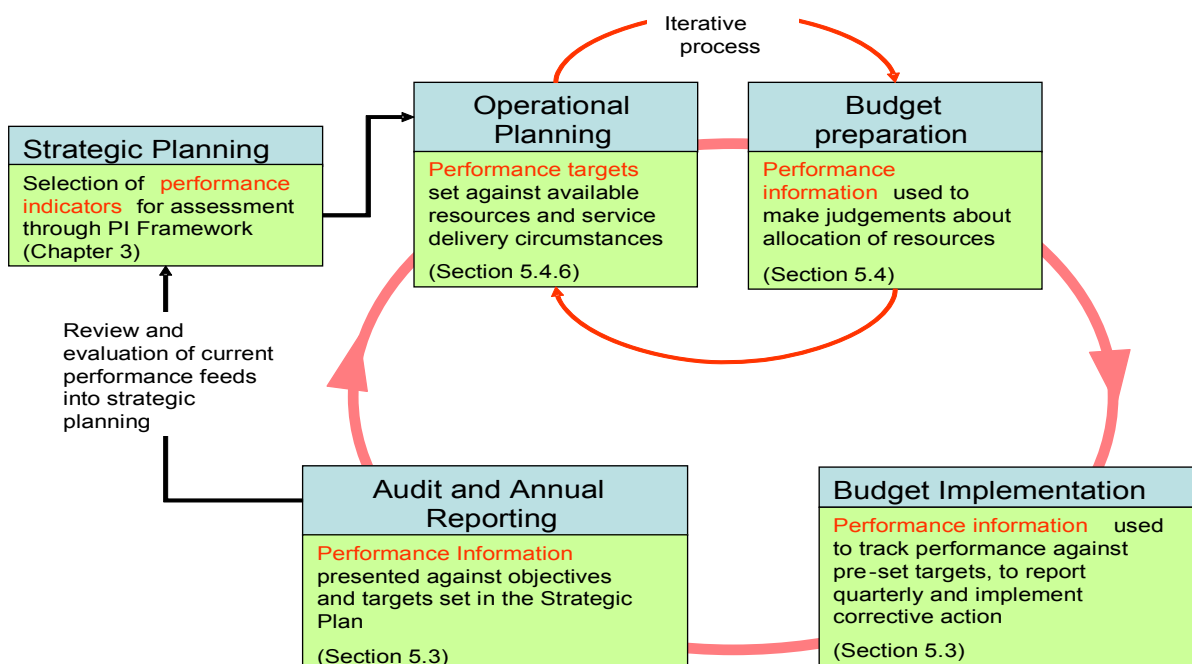 Iterative
process
Operational
Planning
Performance targets
set against available
resources and service
delivery circumstances
(Section 5.4.6)
Budget
preparation
Performance
information used to
make judgements about
allocation of resources
(Section 5.4)
Strategic Planning
Selection of performance
indicators for assessment
through PI Framework
(Chapter 3)
Review and
evaluation of current
performance feeds
into strategic
planning
Audit and Annual
Reporting
Performance Information
presented against objectives
and targets set in the Strategic
Plan
(Section 5.3)
Budget Implementation
Performance information used
to track performance against
pre-set targets, to report
quarterly and implement
corrective action
(Section 5.3)